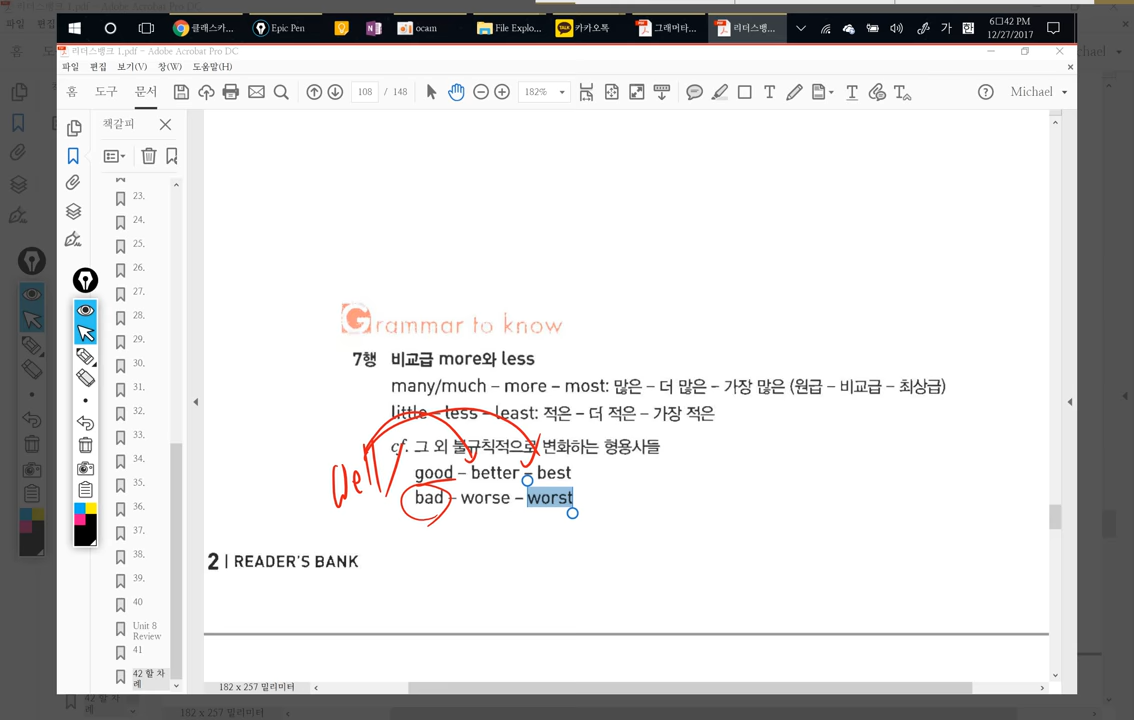 클래스카...
Epic Pen
ocam
File Explo...
카카오톡
그래머타...
리더스뱅...
가
한
6□42 PM
12/27/2017
리더스뱅크 1.pdf - Adobe Acrobat Pro DC
파일 편집 보기(V) 창(W) 도움말(H)
홈 도구 문서
108 / 148
182%
Michael
책갈피
23.
24.
25.
26.
27.
28.
29.
30.
31.
32.
33.
34.
35.
36.
37.
38.
39.
40
Unit 8
Review
41
42 할 차
례
Grammar to know
7행 비교급 more와 less
many/much – more – most: 많은 – 더 많은 – 가장 많은 (원급 – 비교급 – 최상급)
little – less – least: 적은 – 더 적은 – 가장 적은
cf. 그 외 불규칙적으로 변화하는 형용사들
well
good – better – best
bad – worse – worst
2 | READER'S BANK
182 x 257 밀리미터